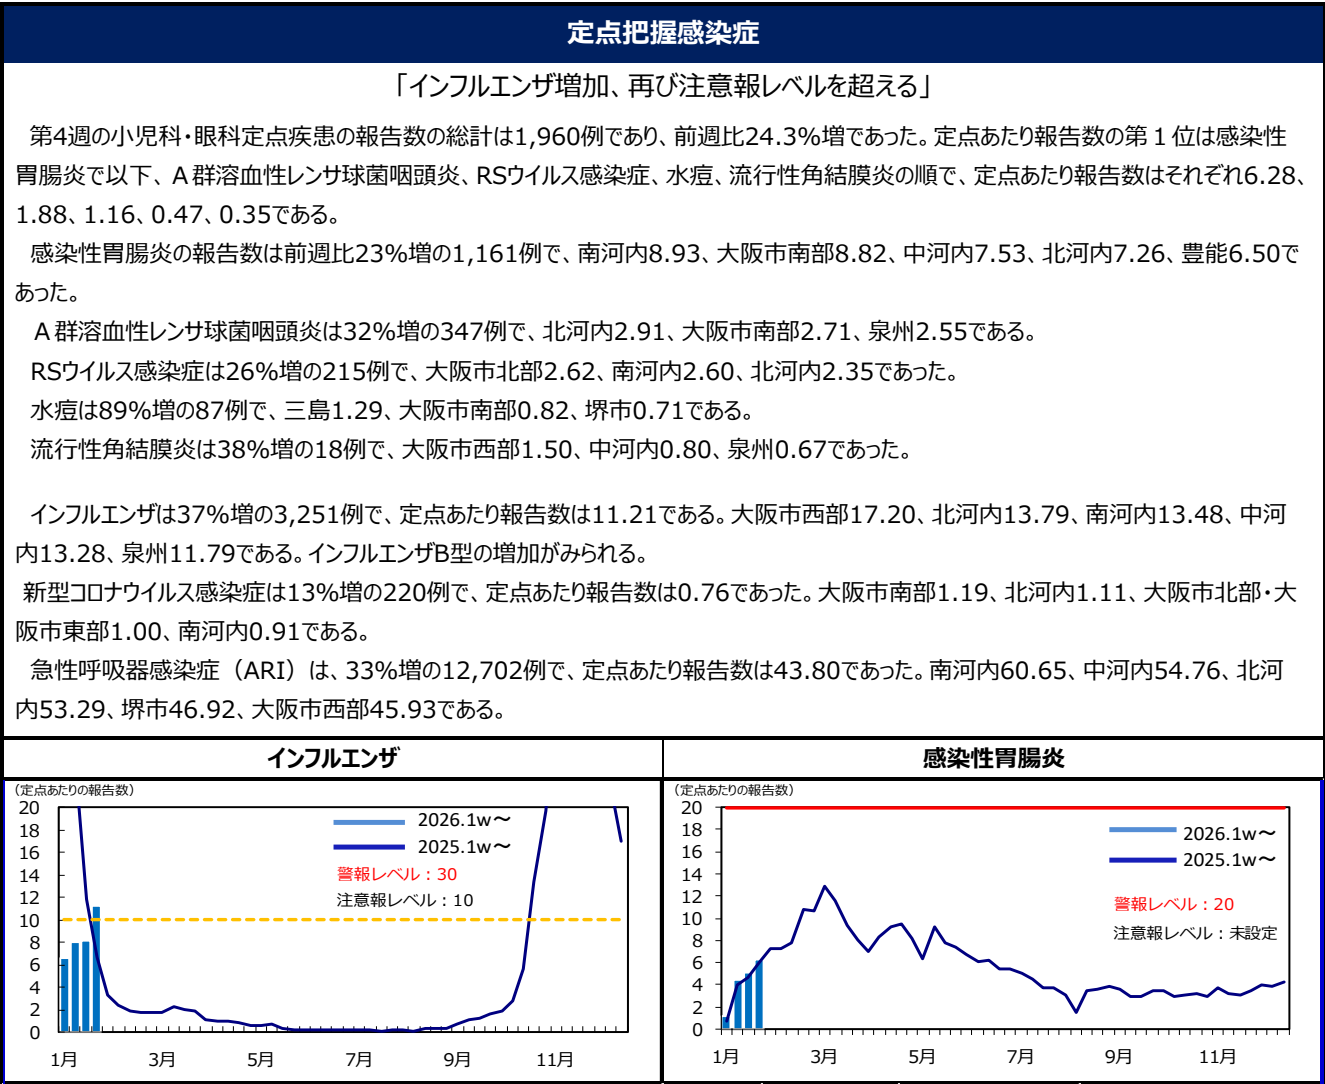 定点把握感染症
「インフルエンザ増加、再び注意報レベルを超える」
第4週の小児科・眼科定点疾患の報告数の総計は1,960例であり、前週比24.3%増であった。定点あたり報告数の第１位は感染性
胃腸炎で以下、Ａ群溶血性レンサ球菌咽頭炎、RSウイルス感染症、水痘、流行性角結膜炎の順で、定点あたり報告数はそれぞれ6.28、
1.88、1.16、0.47、0.35である。
感染性胃腸炎の報告数は前週比23%増の1,161例で、南河内8.93、大阪市南部8.82、中河内7.53、北河内7.26、豊能6.50で
あった。
Ａ群溶血性レンサ球菌咽頭炎は32%増の347例で、北河内2.91、大阪市南部2.71、泉州2.55である。
RSウイルス感染症は26%増の215例で、大阪市北部2.62、南河内2.60、北河内2.35であった。
水痘は89%増の87例で、三島1.29、大阪市南部0.82、堺市0.71である。
流行性角結膜炎は38%増の18例で、大阪市西部1.50、中河内0.80、泉州0.67であった。
インフルエンザは37%増の3,251例で、定点あたり報告数は11.21である。大阪市西部17.20、北河内13.79、南河内13.48、中河
内13.28、泉州11.79である。インフルエンザB型の増加がみられる。
新型コロナウイルス感染症は13%増の220例で、定点あたり報告数は0.76であった。大阪市南部1.19、北河内1.11、大阪市北部・大
阪市東部1.00、南河内0.91である。
急性呼吸器感染症（ARI）は、33%増の12,702例で、定点あたり報告数は43.80であった。南河内60.65、中河内54.76、北河
内53.29、堺市46.92、大阪市西部45.93である。
インフルエンザ
（定点あたりの報告数）
20
18
16
14
12
10
8
6
4
2
0
2026.1w～
2025.1w～
警報レベル：30
注意報レベル：10
1月 3月 5月 7月 9月 11月
感染性胃腸炎
（定点あたりの報告数）
20
18
16
14
12
10
8
6
4
2
0
2026.1w～
2025.1w～
警報レベル：20
注意報レベル：未設定
1月 3月 5月 7月 9月 11月